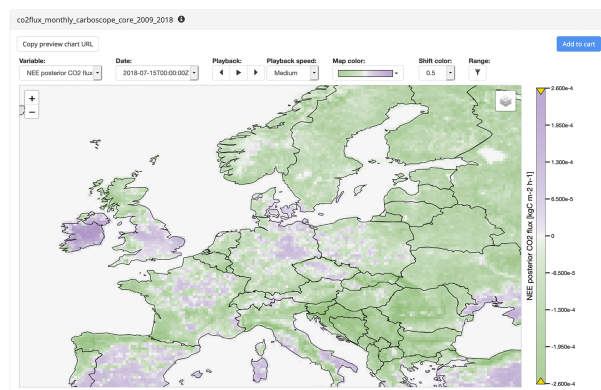 co2flux_monthly_carboscope_core_2009_2018
Copy preview chart URL
Add to cart
Variable: Date: Playback: Playback speed: Map color: Shift color: Range:
NEE posterior CO2 flux 2018-07-15T00:00:00Z Medium 0.5
+
−
2.600e-4
1.950e-4
1.300e-4
6.500e-5
0
-6.500e-5
-1.300e-4
-1.950e-4
-2.600e-4
NEE posterior CO2 flux [kgC m-2 h-1]